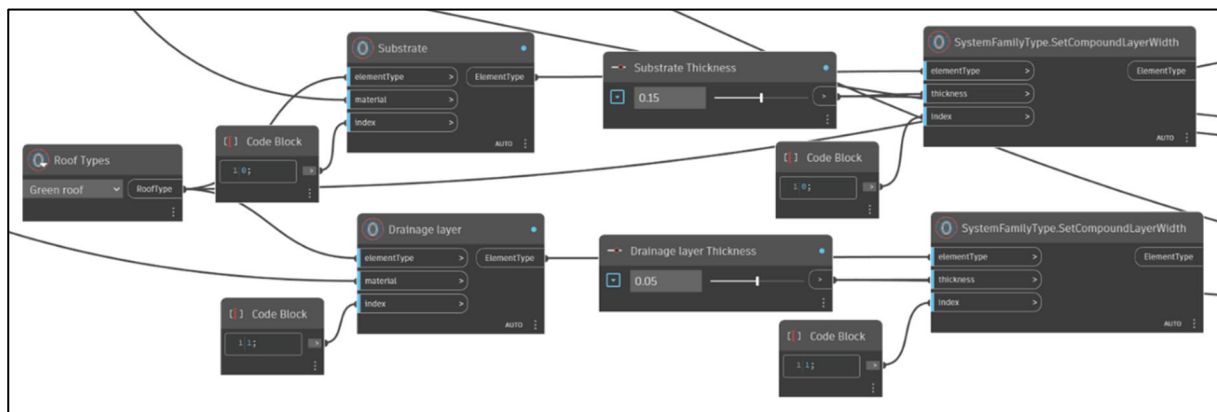 Substrate
elementType >
ElementType
material >
index >
AUTO
Substrate Thickness
0.15
>
SystemFamilyType.SetCompoundLayerWidth
elementType >
ElementType
thickness >
index >
AUTO
Code Block
1 0;
>
Roof Types
Green roof
RoofType
Code Block
1 0;
>
Drainage layer
elementType >
ElementType
material >
index >
AUTO
Drainage layer Thickness
0.05
>
SystemFamilyType.SetCompoundLayerWidth
elementType >
ElementType
thickness >
index >
AUTO
Code Block
1 1;
>
Code Block
1 1;
>